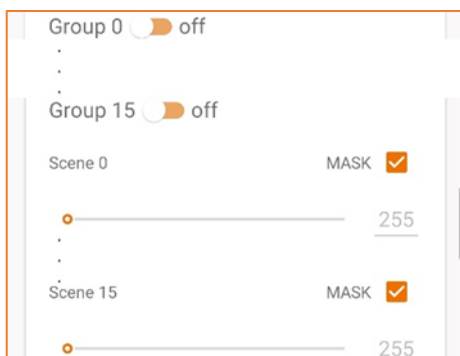 Group 0 off
.
.
.
Group 15 off
Scene 0 MASK
255
.
.
.
Scene 15 MASK
255